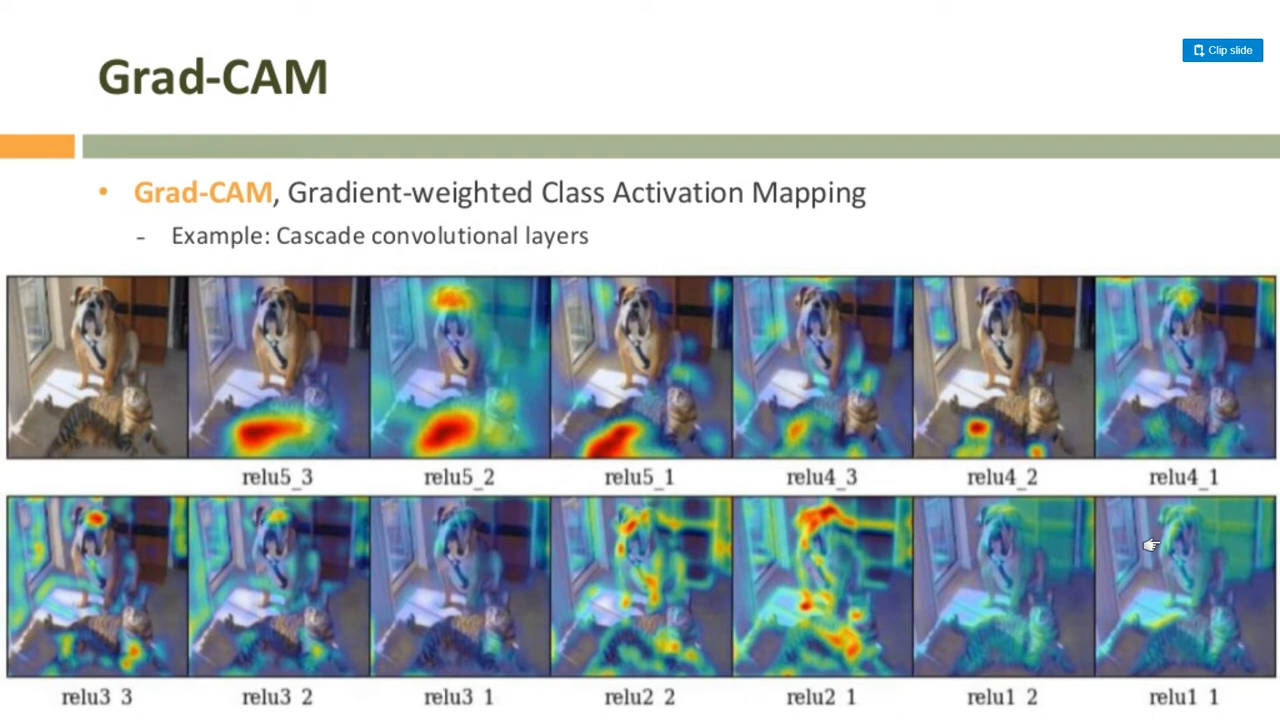 Clip slide
Grad-CAM
• Grad-CAM, Gradient-weighted Class Activation Mapping
- Example: Cascade convolutional layers
relu5_3 relu5_2 relu5_1 relu4_3 relu4_2 relu4_1
relu3_3 relu3_2 relu3_1 relu2_2 relu2_1 relu1_2 relu1_1